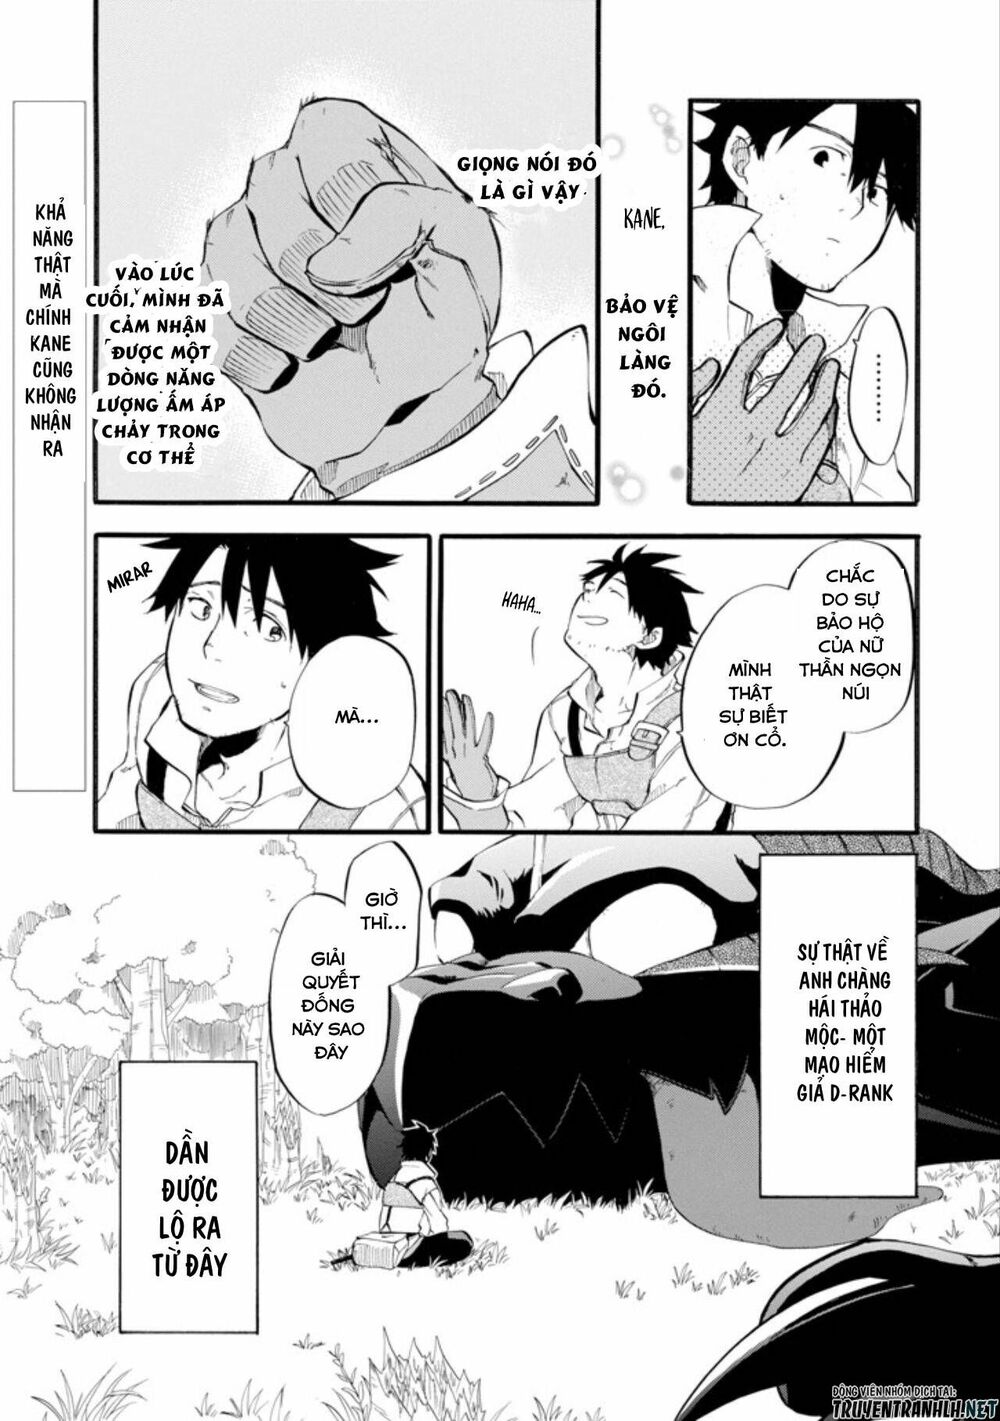 KANE,
BẢO VỆ
NGÔI
LÀNG
ĐÓ.
.........
GIỌNG NÓI ĐÓ
LÀ GÌ VẬY
VÀO LÚC
CUỐI, MÌNH ĐÃ
CẢM NHẬN
ĐƯỢC MỘT
DÒNG NĂNG
LƯỢNG ẤM ÁP
CHẢY TRONG
CƠ THỂ
KHẢ
NĂNG
THẬT
MÀ
CHÍNH
KANE
CŨNG
KHÔNG
NHẬN
RA
CHẮC
DO SỰ
BẢO HỘ
CỦA NỮ
THẦN NGỌN
NÚI
MÌNH
THẬT
SỰ BIẾT
ƠN CỔ.
HAHA...
MIRAR
MÀ...
GIỜ
THÌ...
GIẢI
QUYẾT
ĐỐNG
NÀY SAO
ĐÂY
SỰ THẬT VỀ
ANH CHÀNG
HÁI THẢO
MỘC- MỘT
MẠO HIỂM
GIẢ D-RANK
DẦN
ĐƯỢC
LỘ RA
TỪ ĐÂY
ĐỘNG VIÊN NHÓM DỊCH TẠI:
TRUYENTRANHLH.NET